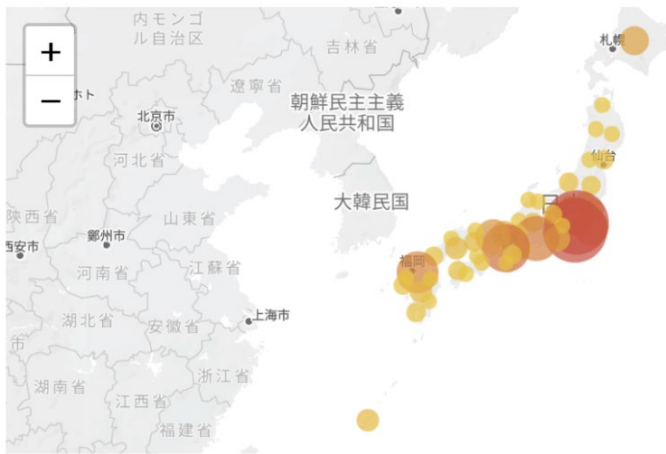 内モンゴ
ル自治区
吉林省
札幌
+
−
ホト
遼寧省
朝鮮民主主義
人民共和国
北京市
河北省
仙台
大韓民国
日
陝西省
山東省
西安市
鄭州市
福岡
河南省
江蘇省
上海市
湖北省
安徽省
市
浙江省
湖南省
江西省
福建省